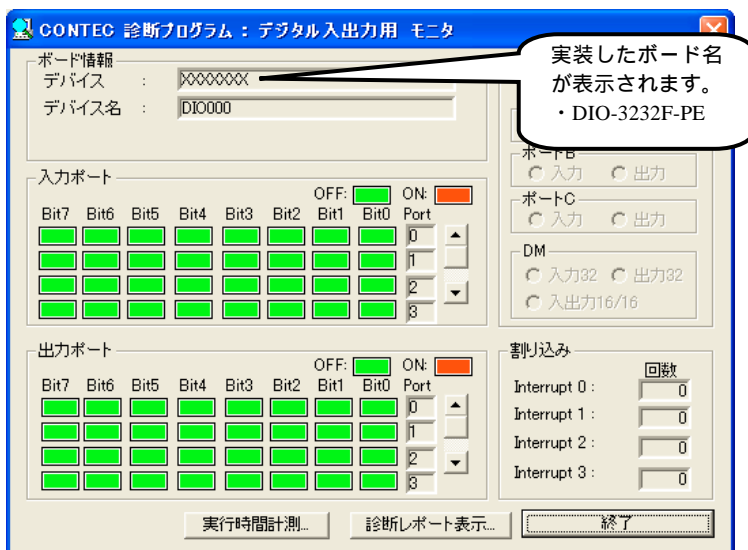 CONTEC 診断プログラム : デジタル入出力用 モニタ
実装したボード名
が表示されます。
・DIO-3232F-PE
ボード情報
デバイス : XXXXXXX
デバイス名 : DIO000
入力ポート
OFF: ON:
Bit7 Bit6 Bit5 Bit4 Bit3 Bit2 Bit1 Bit0 Port
0
1
2
3
出力ポート
OFF: ON:
Bit7 Bit6 Bit5 Bit4 Bit3 Bit2 Bit1 Bit0 Port
0
1
2
3
ポートB
入力 出力
ポートC
入力 出力
DM
入力32 出力32
入出力16/16
割り込み
回数
Interrupt 0 : 0
Interrupt 1 : 0
Interrupt 2 : 0
Interrupt 3 : 0
実行時間計測... 診断レポート表示... 終了